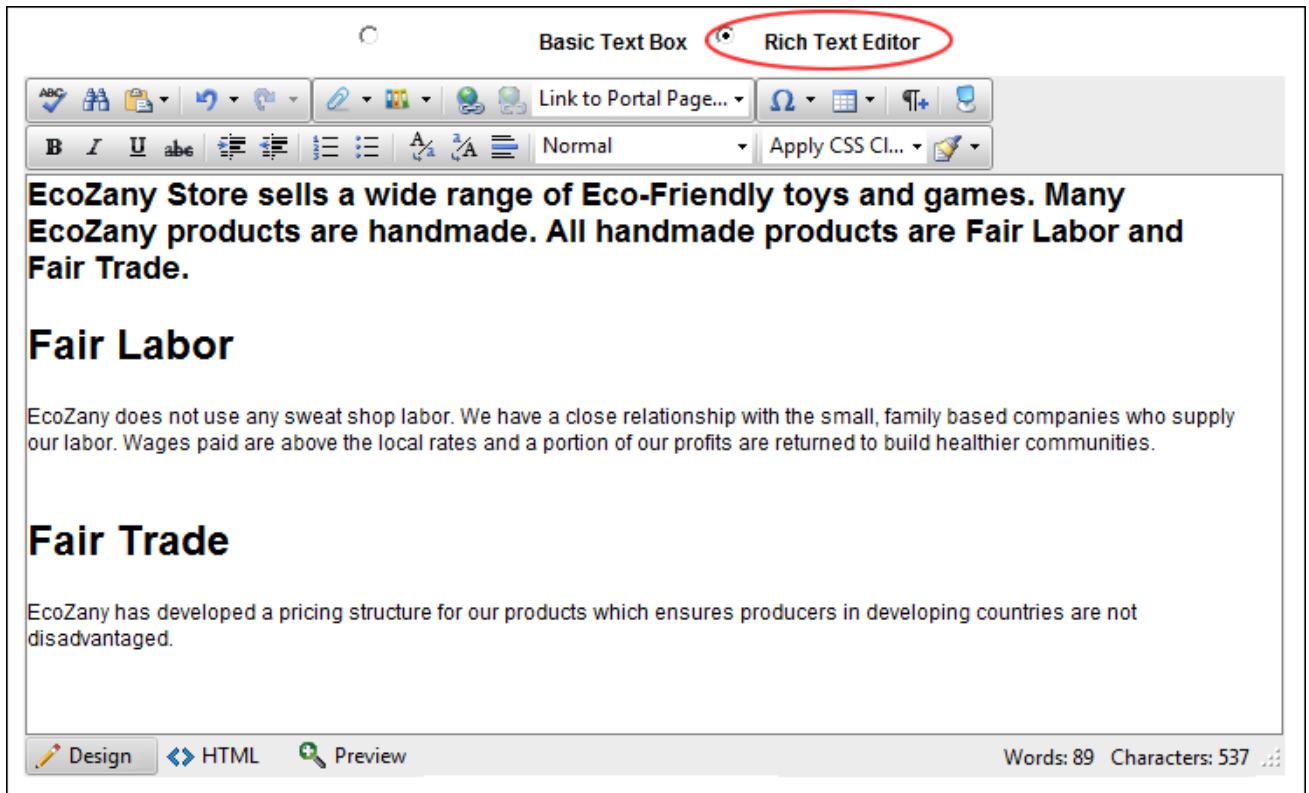 Basic Text Box Rich Text Editor
ABC Link to Portal Page... Ω
B I U abc Normal Apply CSS Cl...
EcoZany Store sells a wide range of Eco-Friendly toys and games. Many
EcoZany products are handmade. All handmade products are Fair Labor and
Fair Trade.
Fair Labor
EcoZany does not use any sweat shop labor. We have a close relationship with the small, family based companies who supply
our labor. Wages paid are above the local rates and a portion of our profits are returned to build healthier communities.
Fair Trade
EcoZany has developed a pricing structure for our products which ensures producers in developing countries are not
disadvantaged.
Design HTML Preview Words: 89 Characters: 537